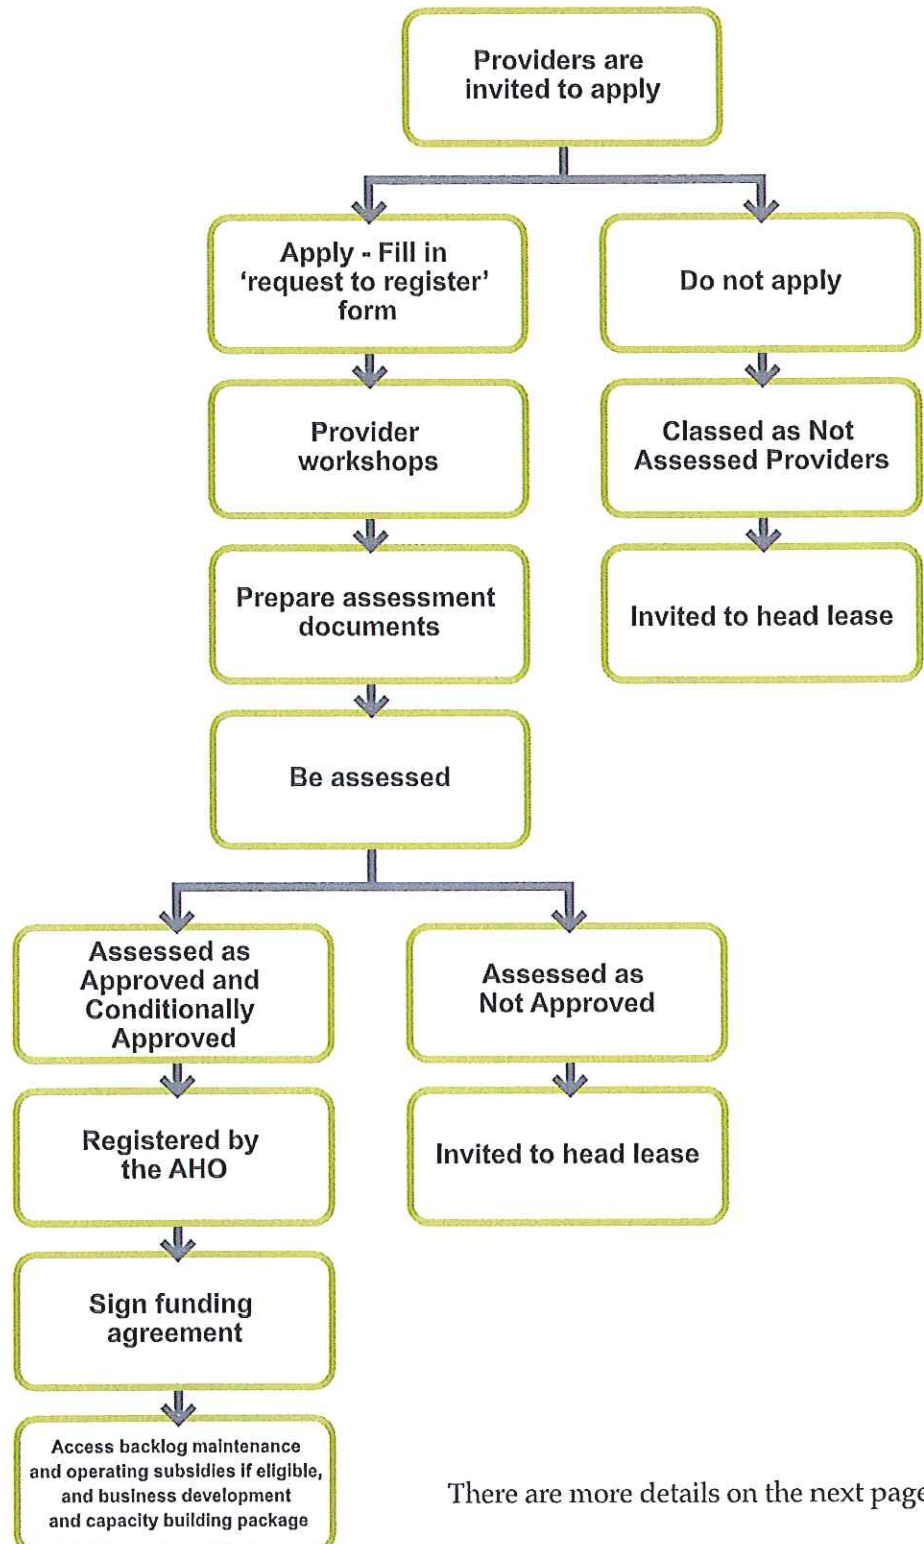 Providers are
invited to apply
Apply - Fill in
‘request to register’
form
Do not apply
Provider
workshops
Classed as Not
Assessed Providers
Prepare assessment
documents
Invited to head lease
Be assessed
Assessed as
Approved and
Conditionally
Approved
Assessed as
Not Approved
Registered by
the AHO
Invited to head lease
Sign funding
agreement
Access backlog maintenance
and operating subsidies if eligible,
and business development
and capacity building package
There are more details on the next page